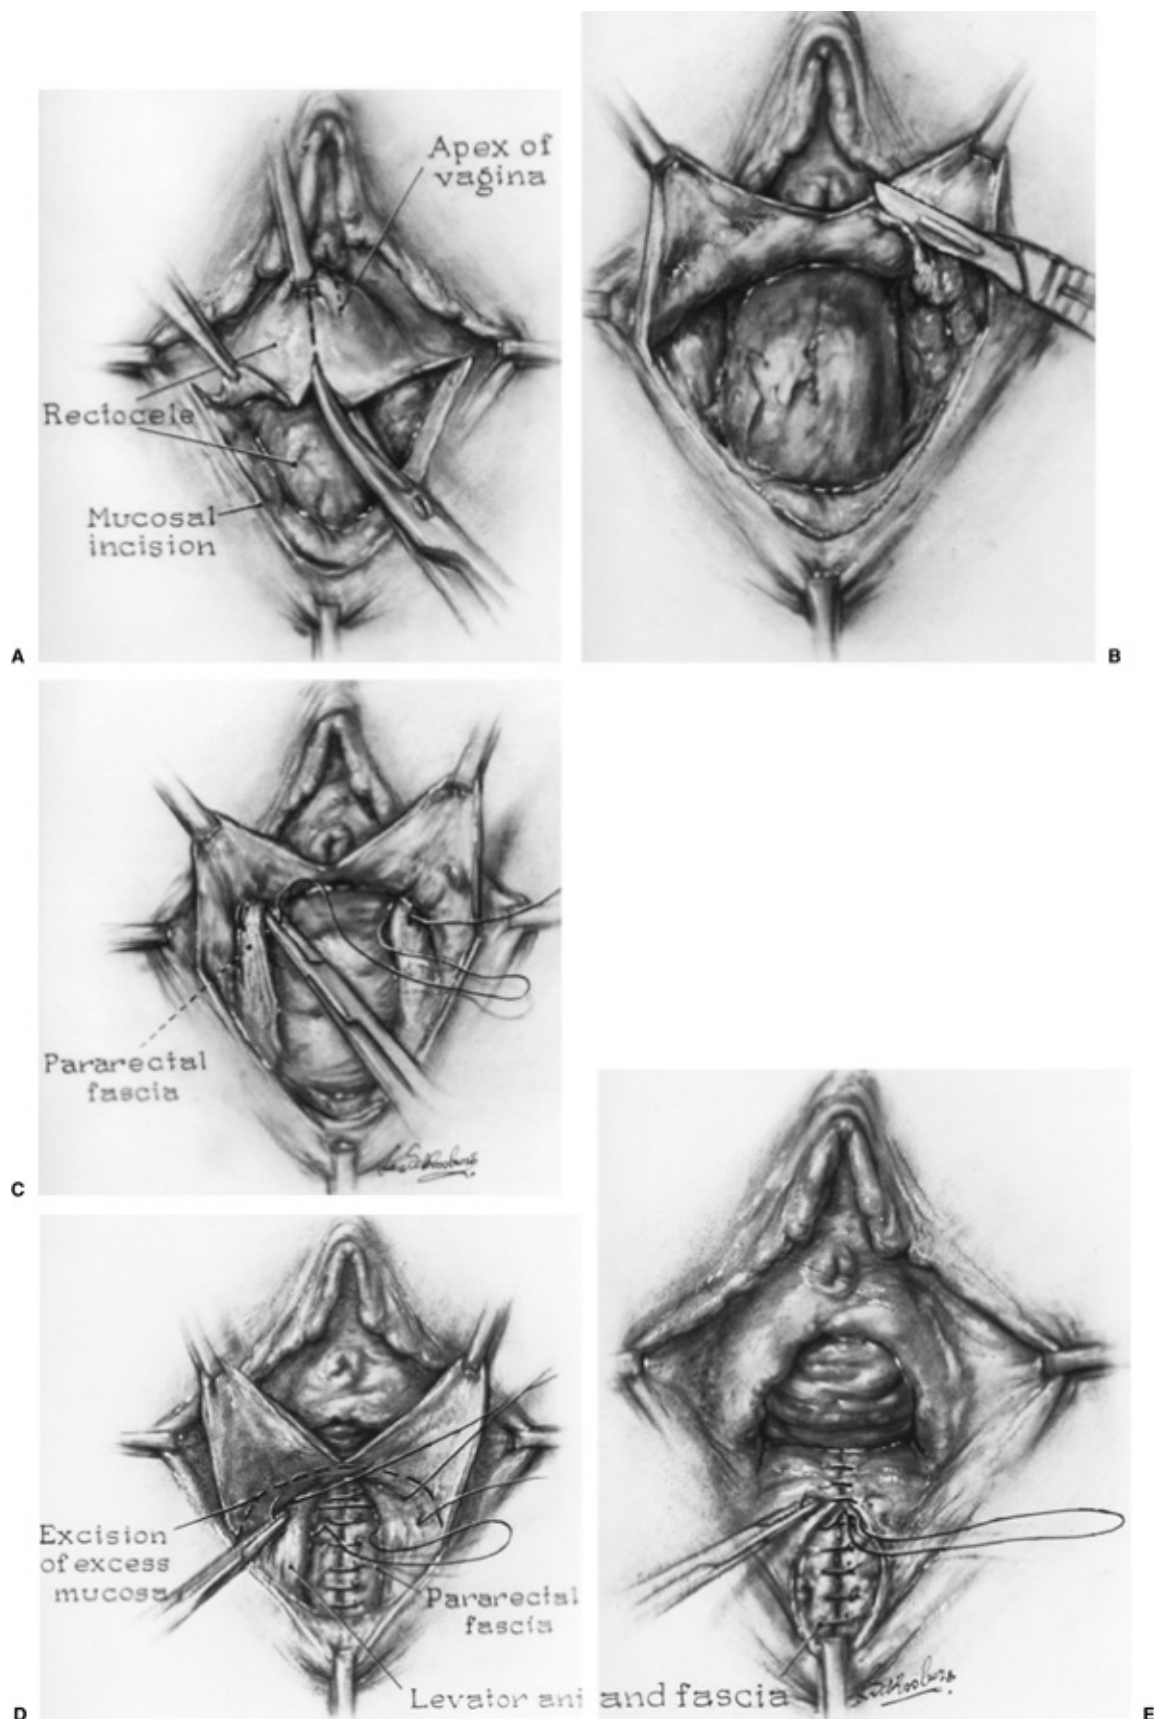 Apex of
vagina
Rectocele
Mucosal
incision
A
B
Pararectal
fascia
C
Excision
of excess
mucosa
Pararectal
fascia
Levator ani and fascia
D
E